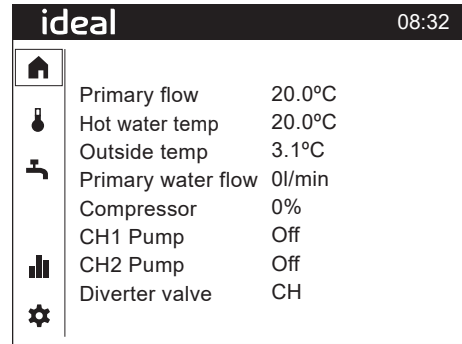 ideal 08:32
Primary flow 20.0ºC
Hot water temp 20.0ºC
Outside temp 3.1ºC
Primary water flow 0l/min
Compressor 0%
CH1 Pump Off
CH2 Pump Off
Diverter valve CH